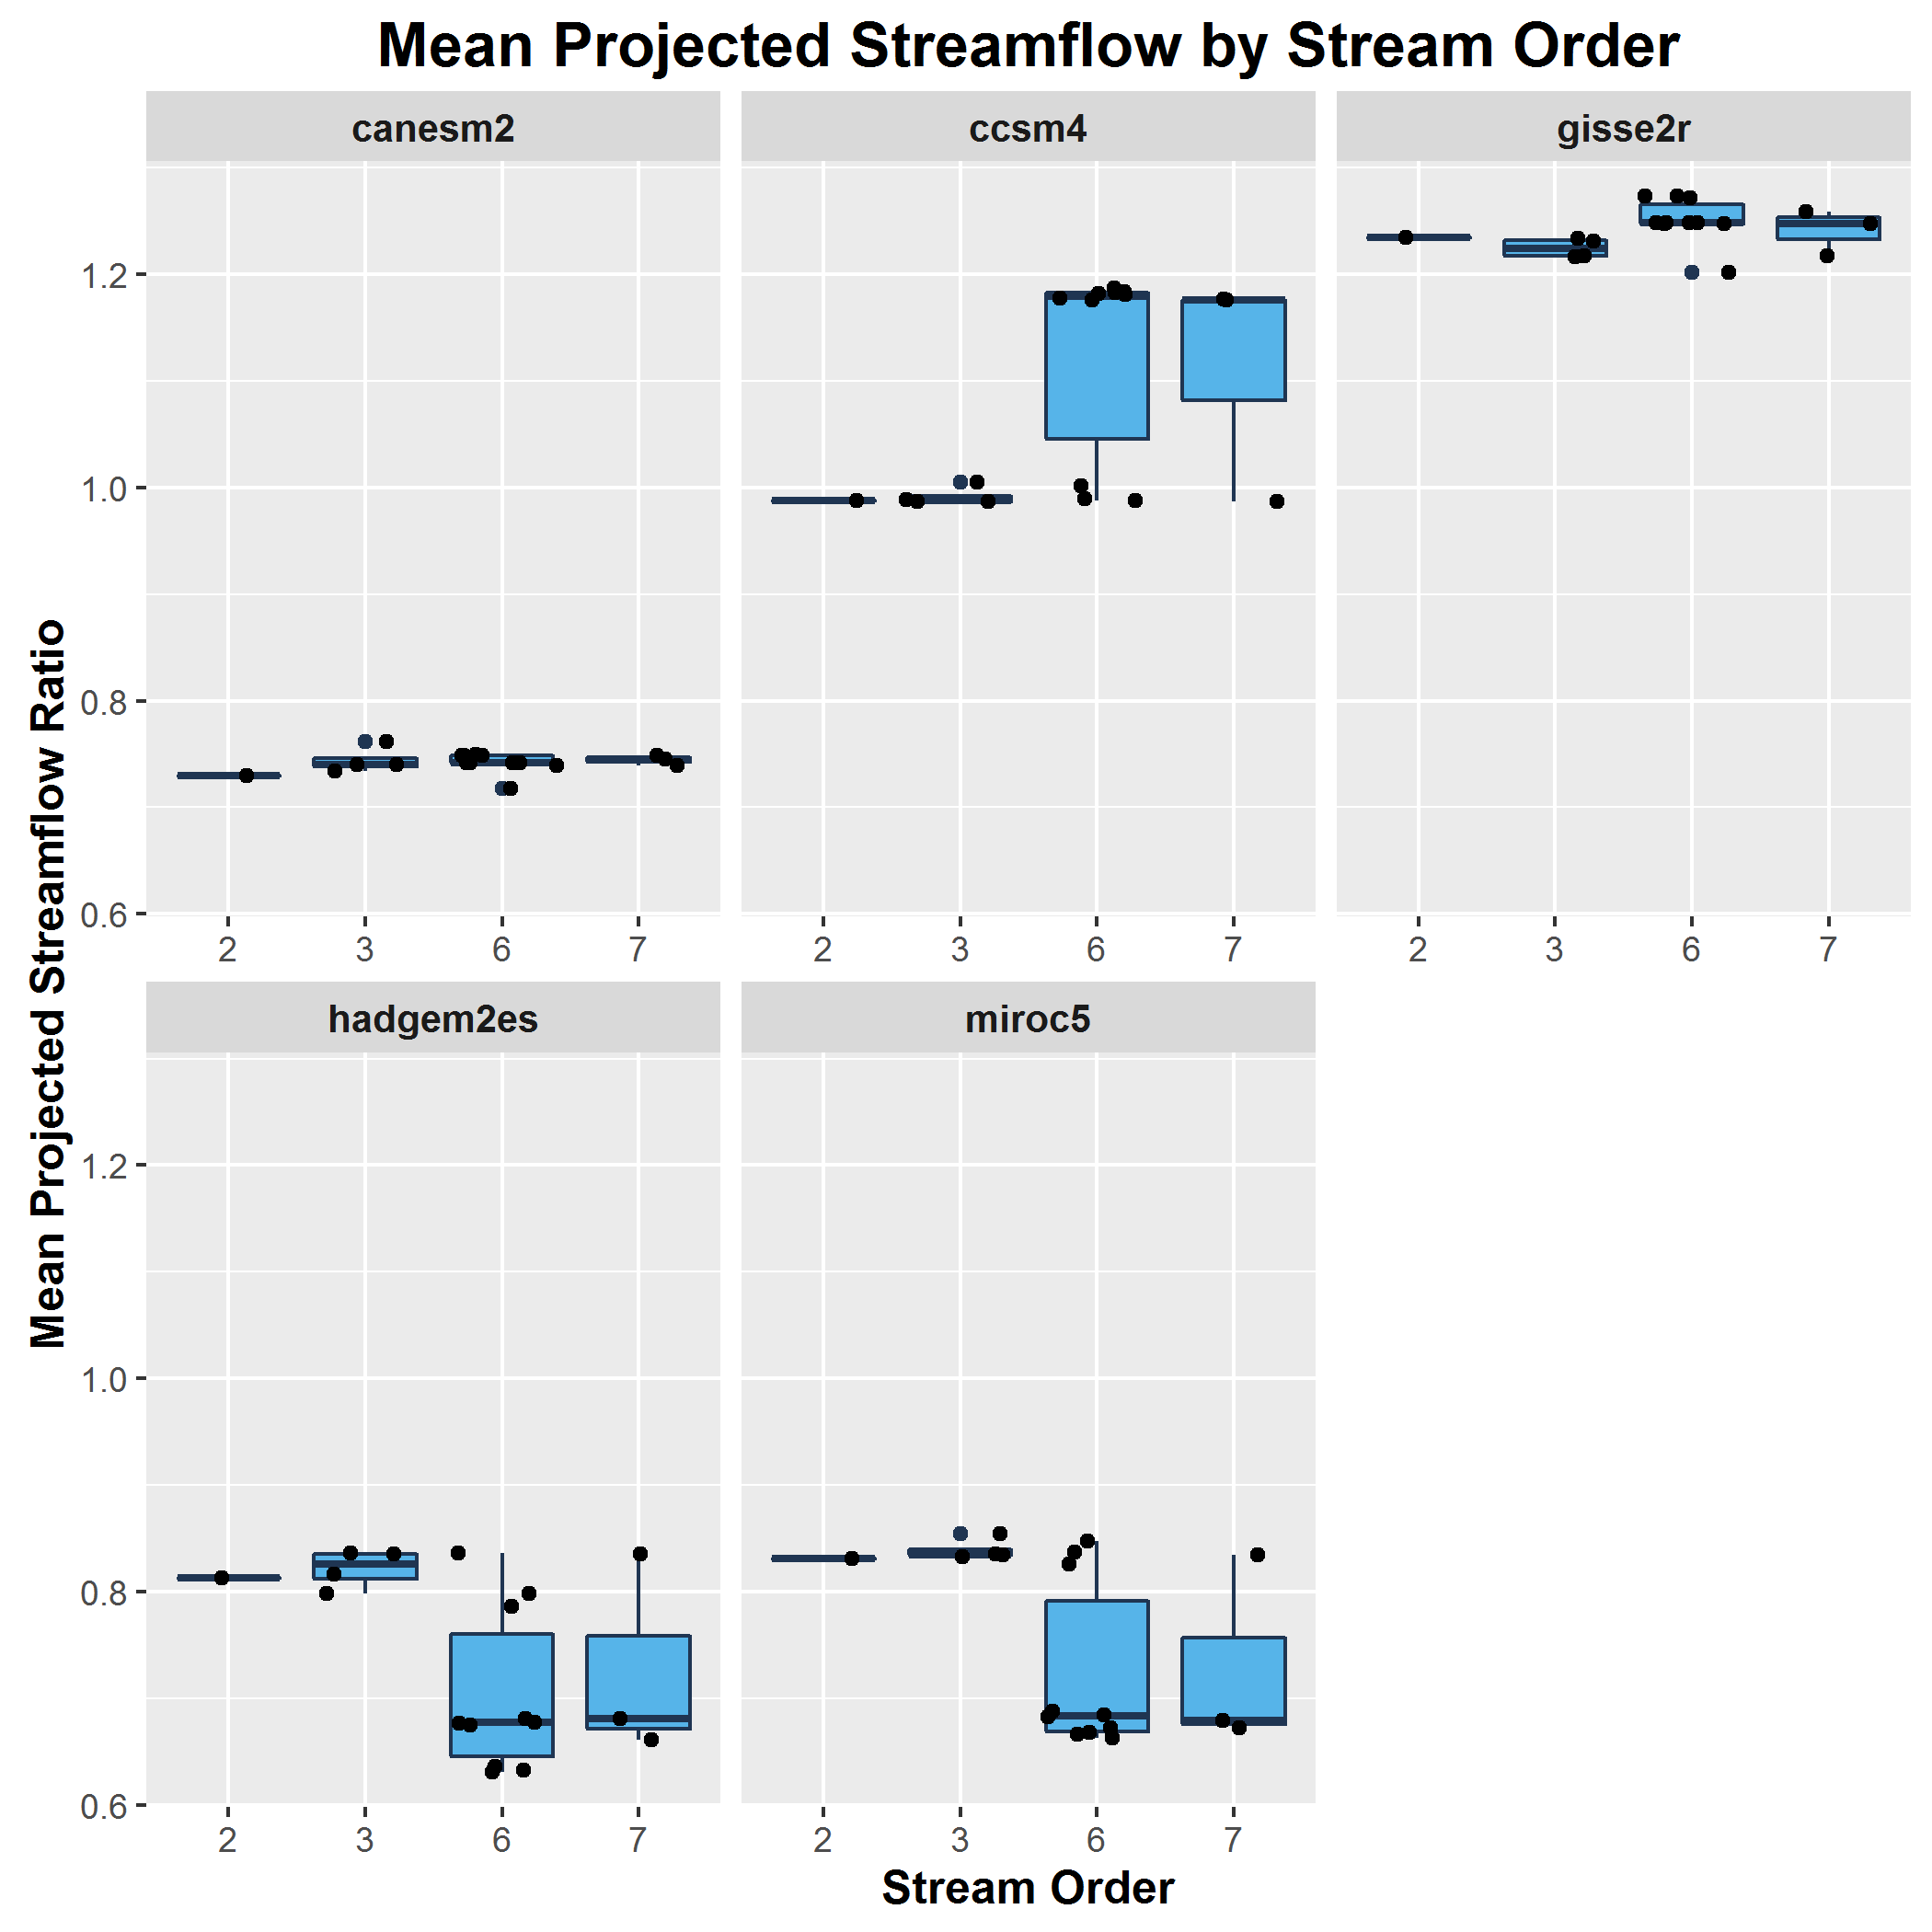 Mean Projected Streamflow by Stream Order
canesm2 ccsm4 gisse2r
1.2
1.0
0.8
0.6
2 3 6 7 2 3 6 7 2 3 6 7
Mean Projected Streamflow Ratio
hadgem2es miroc5
1.2
1.0
0.8
0.6
2 3 6 7 2 3 6 7
Stream Order